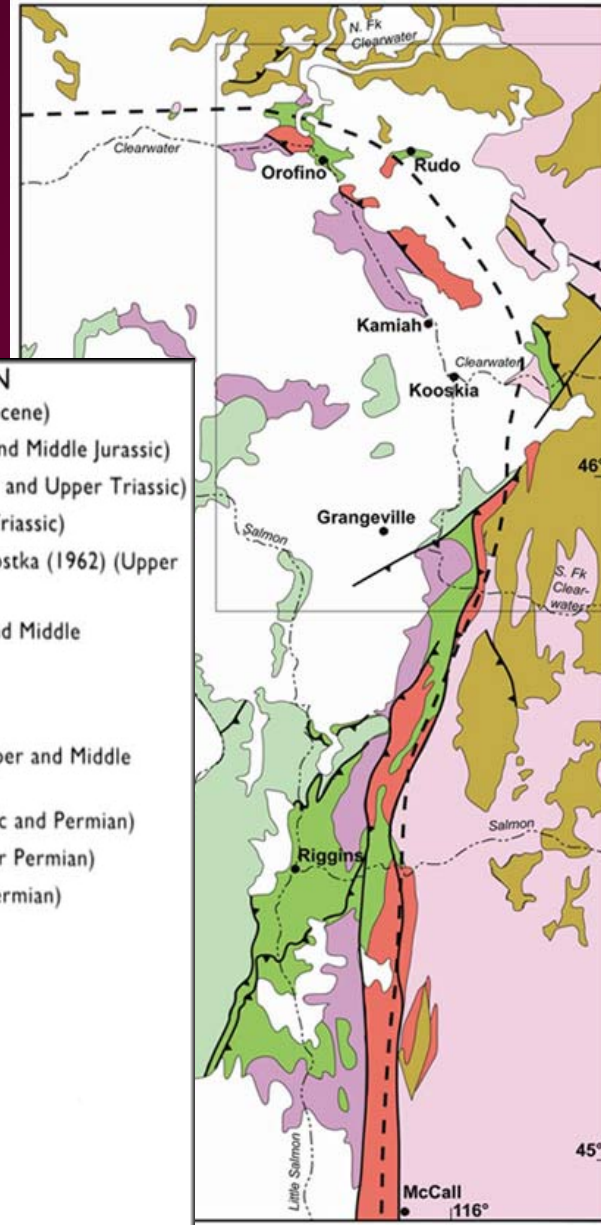 N. Fk
Clearwater
Clearwater
Orofino
Rudo
Kamiah
Clearwater
Kooskia
46°
Grangeville
Salmon
S. Fk
Clear-
water
Salmon
Riggins
Little Salmon
45°
McCall
116°
N
cene)
nd Middle Jurassic)
and Upper Triassic)
riassic)
ostka (1962) (Upper
d Middle
per and Middle
c and Permian)
r Permian)
ermian)